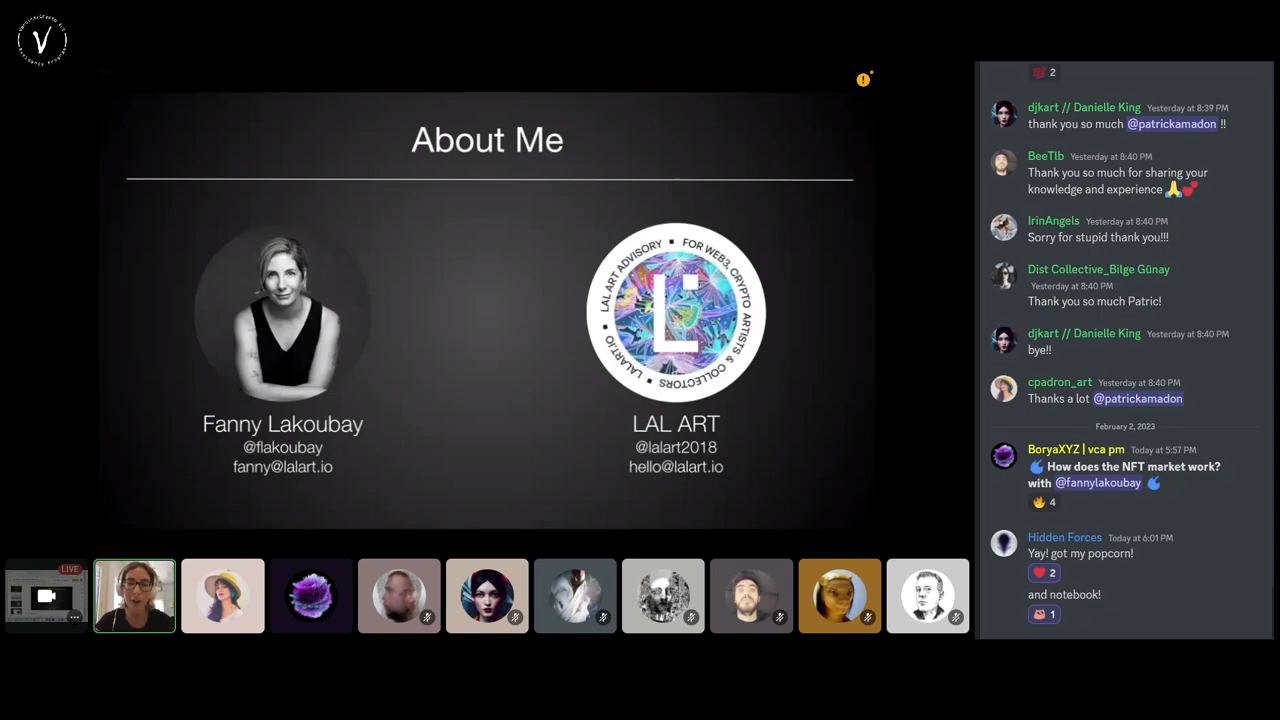 V
About Me
LAL ART ADVISORY ▪ FOR WEB3, CRYPTO ARTISTS & COLLECTORS ▪ LALART.IO ▪
L
Fanny Lakoubay
@flakoubay
fanny@lalart.io
LAL ART
@lalart2018
hello@lalart.io
LIVE
2
djkart // Danielle King Yesterday at 8:39 PM
thank you so much @patrickamadon !!
BeeTlb Yesterday at 8:40 PM
Thank you so much for sharing your
knowledge and experience 🙏💕
IrinAngels Yesterday at 8:40 PM
Sorry for stupid thank you!!!
Dist Collective_Bilge Günay
Yesterday at 8:40 PM
Thank you so much Patric!
djkart // Danielle King Yesterday at 8:40 PM
bye!!
cpadron_art Yesterday at 8:40 PM
Thanks a lot @patrickamadon
February 2, 2023
BoryaXYZ | vca pm Today at 5:57 PM
How does the NFT market work?
with @fannylakoubay
4
Hidden Forces Today at 6:01 PM
Yay! got my popcorn!
2
and notebook!
1